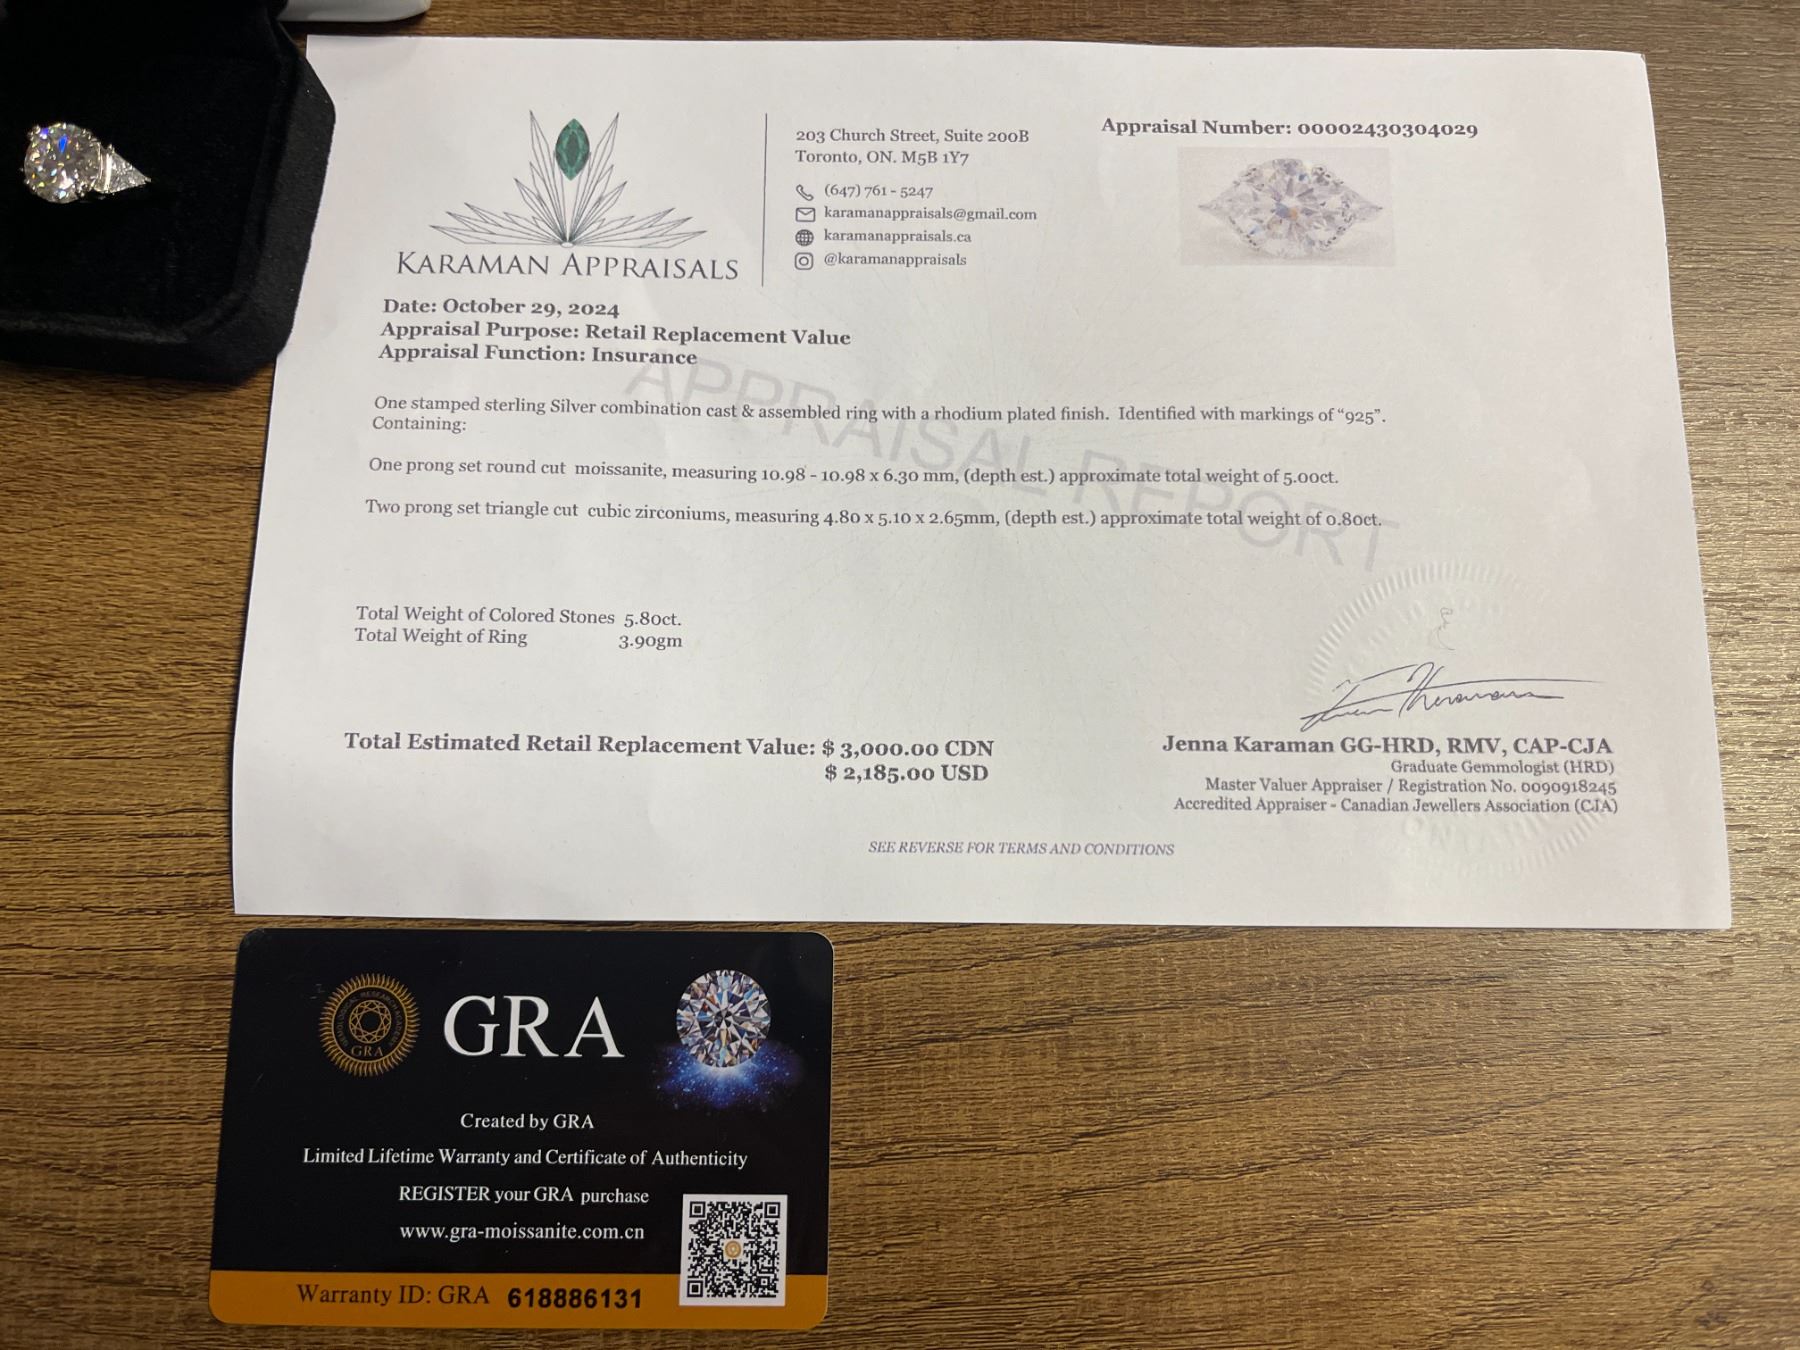 KARAMAN APPRAISALS
203 Church Street, Suite 200B
Toronto, ON. M5B 1Y7
(647) 761 - 5247
karamanappraisals@gmail.com
karamanappraisals.ca
@karamanappraisals
Appraisal Number: 00002430304029
Date: October 29, 2024
Appraisal Purpose: Retail Replacement Value
Appraisal Function: Insurance
APPRAISAL REPORT
One stamped sterling Silver combination cast & assembled ring with a rhodium plated finish. Identified with markings of “925”.
Containing:
One prong set round cut moissanite, measuring 10.98 - 10.98 x 6.30 mm, (depth est.) approximate total weight of 5.00ct.
Two prong set triangle cut cubic zirconiums, measuring 4.80 x 5.10 x 2.65mm, (depth est.) approximate total weight of 0.80ct.
Total Weight of Colored Stones 5.80ct.
Total Weight of Ring 3.90gm
Total Estimated Retail Replacement Value: $ 3,000.00 CDN
$ 2,185.00 USD
Jenna Karaman GG-HRD, RMV, CAP-CJA
Graduate Gemmologist (HRD)
Master Valuer Appraiser / Registration No. 0090918245
Accredited Appraiser - Canadian Jewellers Association (CJA)
SEE REVERSE FOR TERMS AND CONDITIONS
GEMOLOGICAL RESEARCH ACADEMY
GRA
GRA
Created by GRA
Limited Lifetime Warranty and Certificate of Authenticity
REGISTER your GRA purchase
www.gra-moissanite.com.cn
Warranty ID: GRA 618886131